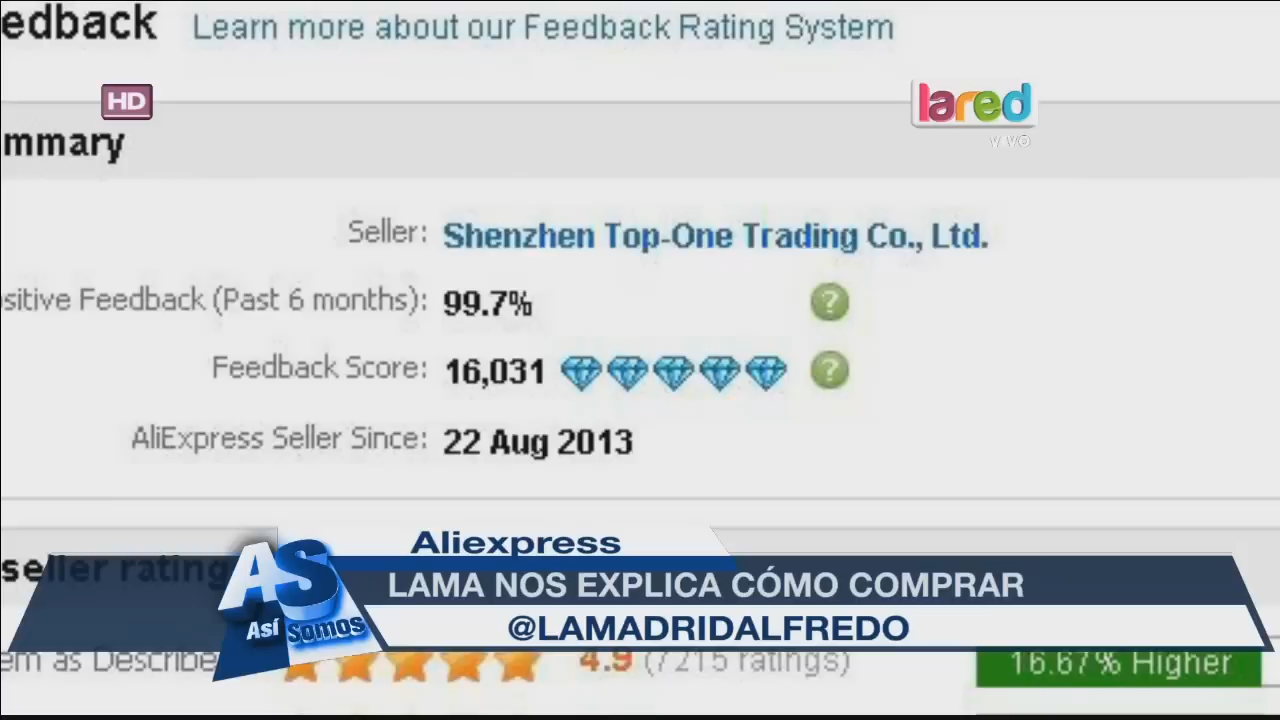 edback Learn more about our Feedback Rating System
HD
lared
VIVO
mmary
Seller: Shenzhen Top-One Trading Co., Ltd.
sitive Feedback (Past 6 months): 99.7% ?
Feedback Score: 16,031 ?
AliExpress Seller Since: 22 Aug 2013
Aliexpress
seller rating
LAMA NOS EXPLICA CÓMO COMPRAR
AS
Así Somos
@LAMADRIDALFREDO
em as Describe 4.9 (7215 ratings) 16.67% Higher